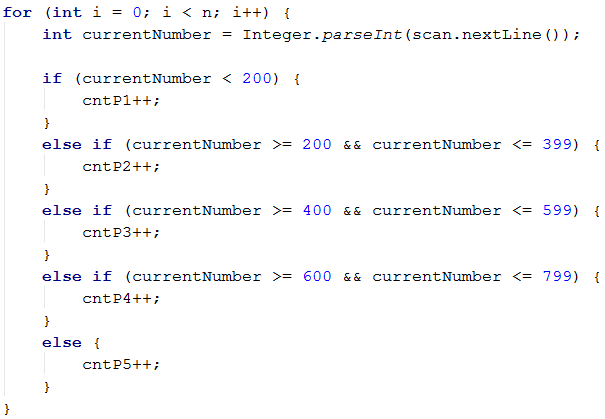 for (int i = 0; i < n; i++) {
    int currentNumber = Integer.parseInt(scan.nextLine());

    if (currentNumber < 200) {
        cntP1++;
    }
    else if (currentNumber >= 200 && currentNumber <= 399) {
        cntP2++;
    }
    else if (currentNumber >= 400 && currentNumber <= 599) {
        cntP3++;
    }
    else if (currentNumber >= 600 && currentNumber <= 799) {
        cntP4++;
    }
    else {
        cntP5++;
    }
}